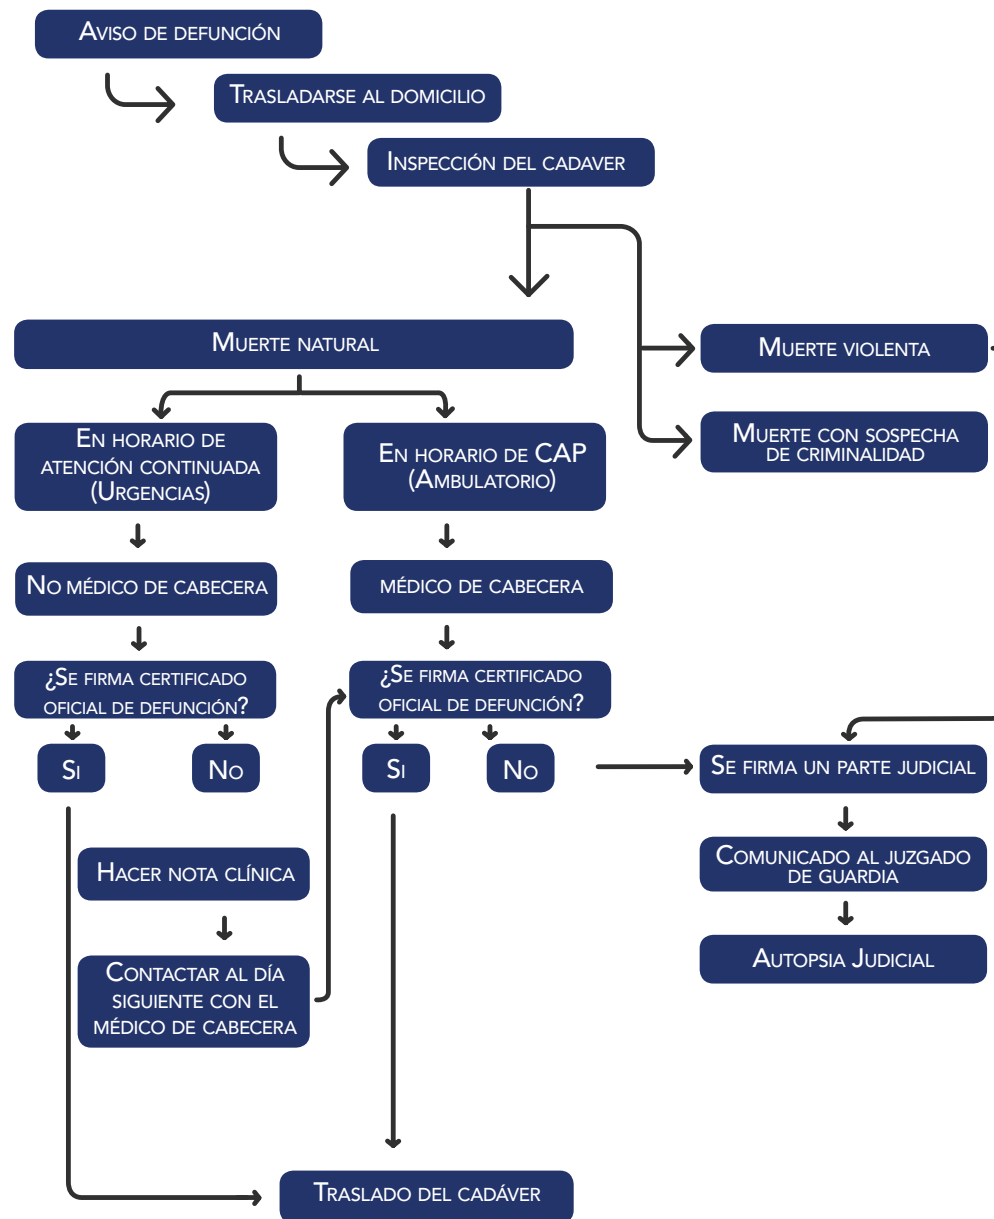 Aviso de defunción
Trasladarse al domicilio
Inspección del cadaver
Muerte natural
Muerte violenta
Muerte con sospecha
de criminalidad
En horario de
atención continuada
(Urgencias)
En horario de CAP
(Ambulatorio)
No médico de cabecera
médico de cabecera
¿Se firma certificado
oficial de defunción?
¿Se firma certificado
oficial de defunción?
Si
No
Si
No
Se firma un parte judicial
Hacer nota clínica
Comunicado al juzgado
de guardia
Contactar al día
siguiente con el
médico de cabecera
Autopsia Judicial
Traslado del cadáver